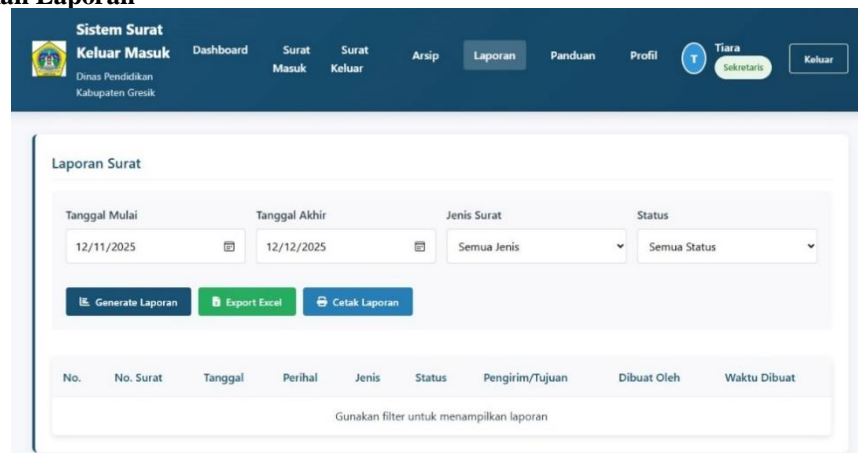 an Laporan
Sistem Surat
Keluar Masuk
Dinas Pendidikan
Kabupaten Gresik
Dashboard
Surat
Masuk
Surat
Keluar
Arsip
Laporan
Panduan
Profil
T
Tiara
Sekretaris
Keluar
Laporan Surat
Tanggal Mulai Tanggal Akhir Jenis Surat Status
12/11/2025 12/12/2025 Semua Jenis Semua Status
Generate Laporan Export Excel Cetak Laporan
No. No. Surat Tanggal Perihal Jenis Status Pengirim/Tujuan Dibuat Oleh Waktu Dibuat
Gunakan filter untuk menampilkan laporan